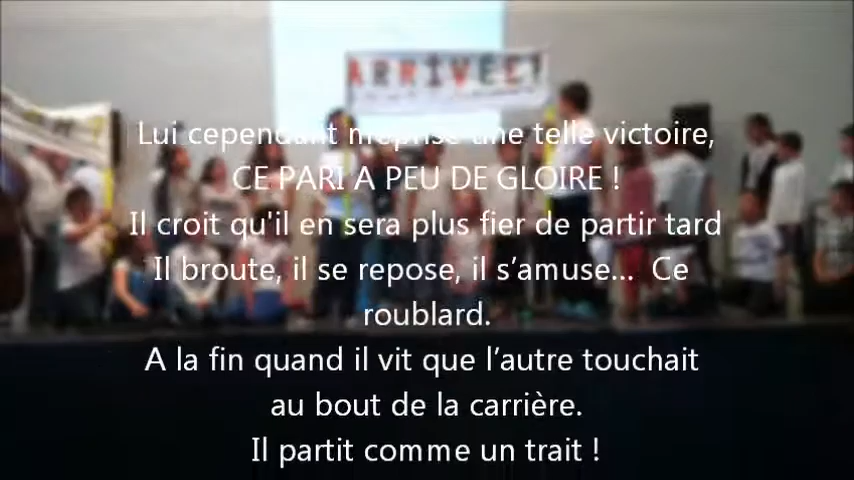 ARRIVÉE!
Lui cependant méprise une telle victoire,
CE PARI A PEU DE GLOIRE !
Il croit qu'il en sera plus fier de partir tard
Il broute, il se repose, il s’amuse... Ce
roublard.
A la fin quand il vit que l’autre touchait
au bout de la carrière.
Il partit comme un trait !